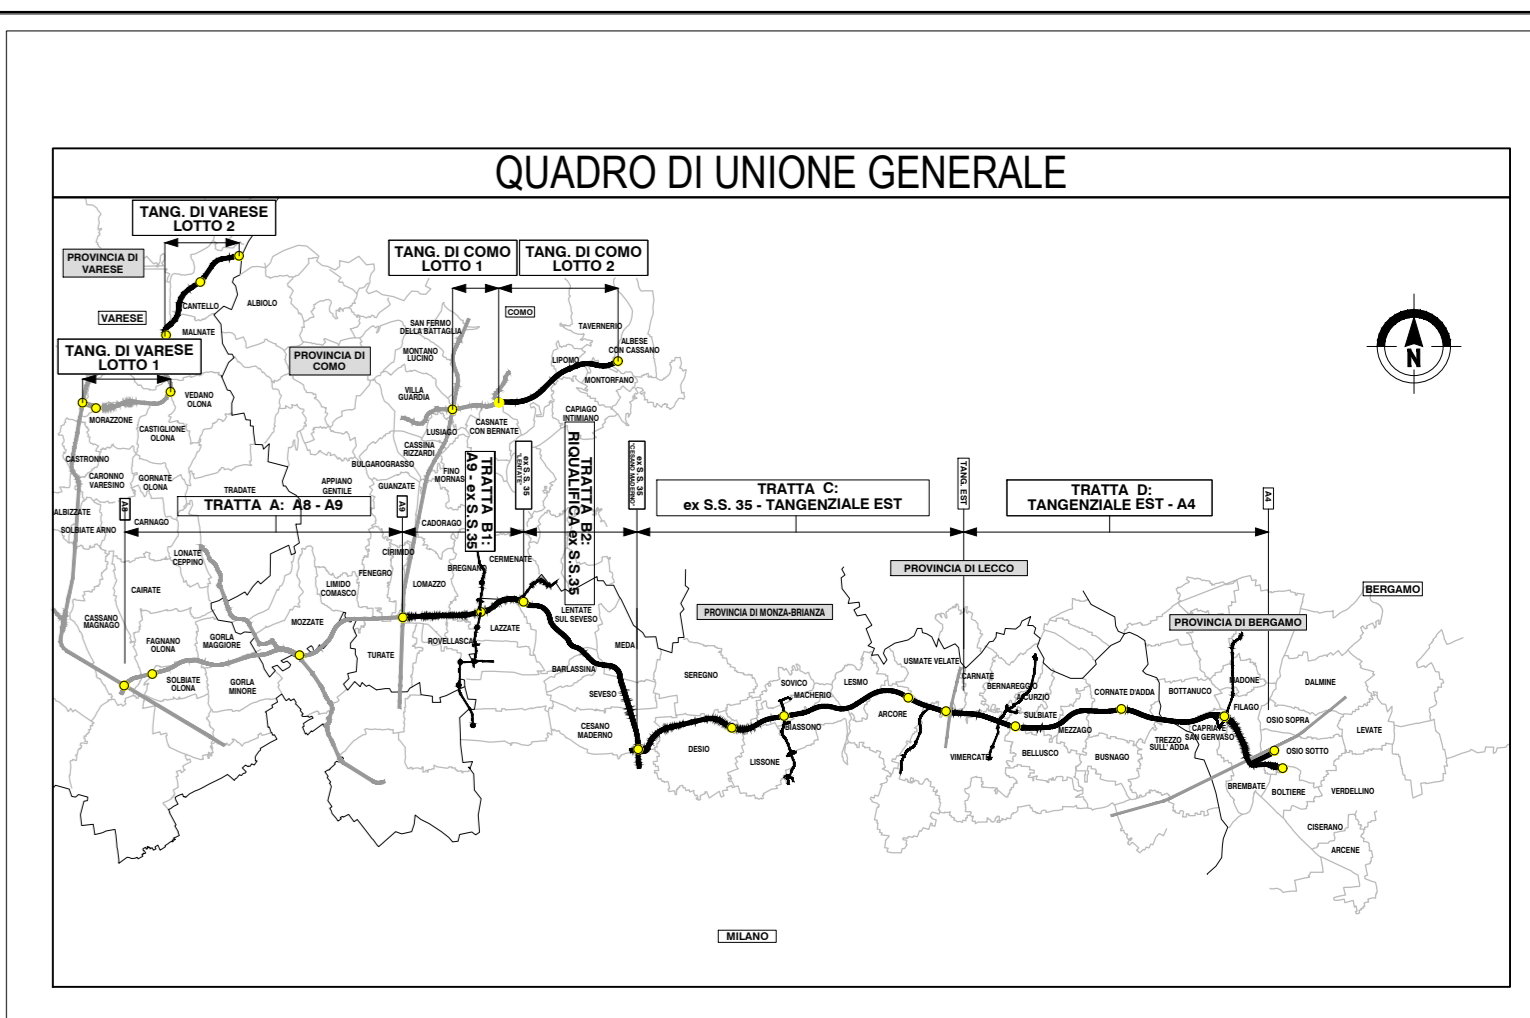 QUADRO DI UNIONE GENERALE
TANG. DI VARESE
LOTTO 2
PROVINCIA DI
VARESE
TANG. DI COMO
LOTTO 1
TANG. DI COMO
LOTTO 2
CANTELLO
ALBIOLO
VARESE
MALNATE
COMO
SAN FERMO
DELLA BATTAGLIA
TAVERNERIO
ALBESE
CON CASSANO
TANG. DI VARESE
LOTTO 1
PROVINCIA DI
COMO
MONTANO
LUCINO
LIPOMO
MONTORFANO
N
VILLA
GUARDIA
VEDANO
OLONA
MORAZZONE
CASTIGLIONE
OLONA
LUSIAGO
CASNATE
CON BERNATE
CAPIAGO
INTIMIANO
CASSINA
RIZZARDI
CASTRONNO
BULGAROGRASSO
CARONNO
VARESINO
GORNATE
OLONA
APPIANO
GENTILE
GUANZATE
FINO
MORNAS
TRATTA B1:
A9 - ex S.S.35
ex S.S. 35
"LENTATE"
TRATTA B2:
RIQUALIFICA ex S.S.35
ex S.S. 35
"CESANO MADERNO"
TRADATE
TRATTA A: A8 - A9
A8
A9
TRATTA C:
ex S.S. 35 - TANGENZIALE EST
TANG. EST
TRATTA D:
TANGENZIALE EST - A4
A4
ALBIZZATE
SOLBIATE ARNO
CARNAGO
CADORAGO
LONATE
CEPPINO
CIRIMIDO
CERMENATE
BREGNANO
FENEGRO
LOMAZZO
LIMIDO
COMASCO
PROVINCIA DI LECCO
CAIRATE
BERGAMO
CASSANO
MAGNAGO
MOZZATE
LENTATE
SUL SEVESO
PROVINCIA DI MONZA-BRIANZA
PROVINCIA DI BERGAMO
FAGNANO
OLONA
GORLA
MAGGIORE
LAZZATE
ROVELLASCA
TURATE
MEDA
SOLBIATE
OLONA
GORLA
MINORE
BARLASSINA
SEREGNO
SEVESO
SOVICO
MACHERIO
LESMO
USMATE VELATE
CARNATE
BERNAREGGIO
AICURZIO
CORNATE D'ADDA
BOTTANUCO
MADONE
DALMINE
CESANO
MADERNO
DESIO
LISSONE
BIASSONO
ARCORE
SULBIATE
MEZZAGO
FILAGO
OSIO SOPRA
CAPRIATE
SAN GERVASO
TREZZO
SULL' ADDA
LEVATE
VIMERCATE
BELLUSCO
BUSNAGO
OSIO SOTTO
BREMBATE
BOLTIERE
VERDELLINO
CISERANO
ARCENE
MILANO